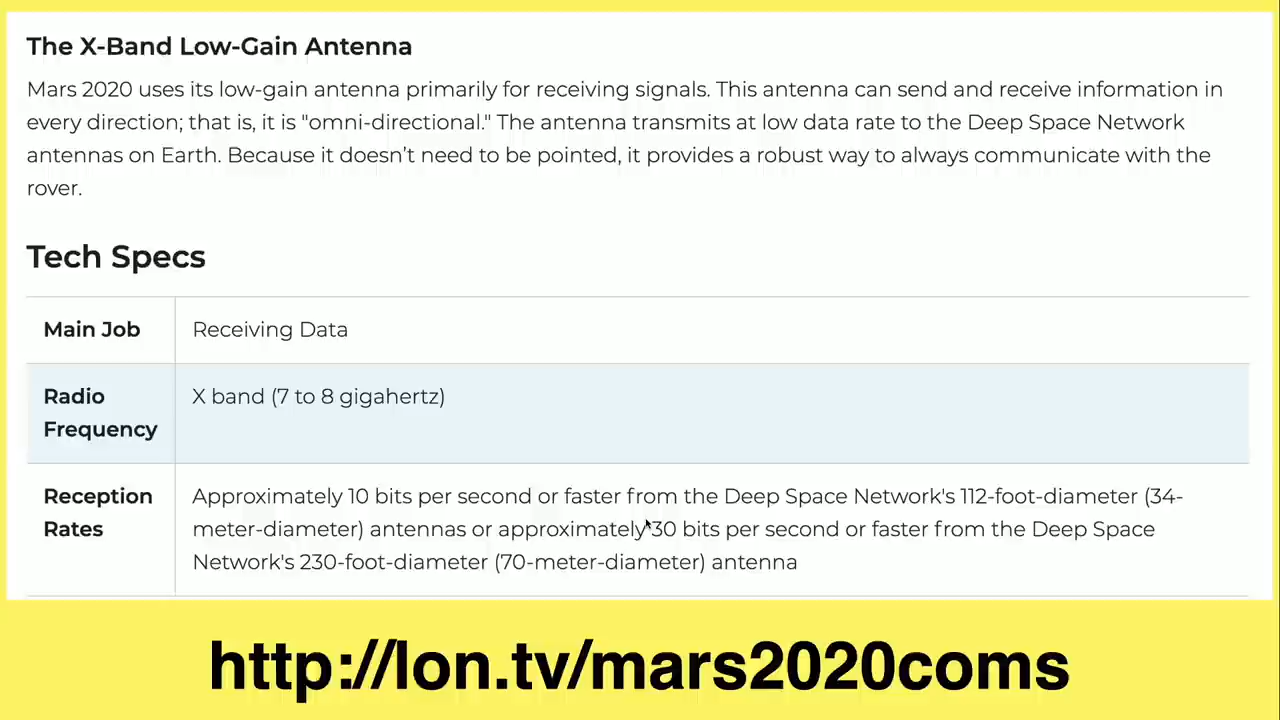 The X-Band Low-Gain Antenna
Mars 2020 uses its low-gain antenna primarily for receiving signals. This antenna can send and receive information in
every direction; that is, it is "omni-directional." The antenna transmits at low data rate to the Deep Space Network
antennas on Earth. Because it doesn’t need to be pointed, it provides a robust way to always communicate with the
rover.
Tech Specs
Main Job
Receiving Data
Radio
Frequency
X band (7 to 8 gigahertz)
Reception
Rates
Approximately 10 bits per second or faster from the Deep Space Network's 112-foot-diameter (34-
meter-diameter) antennas or approximately 30 bits per second or faster from the Deep Space
Network's 230-foot-diameter (70-meter-diameter) antenna
http://lon.tv/mars2020coms